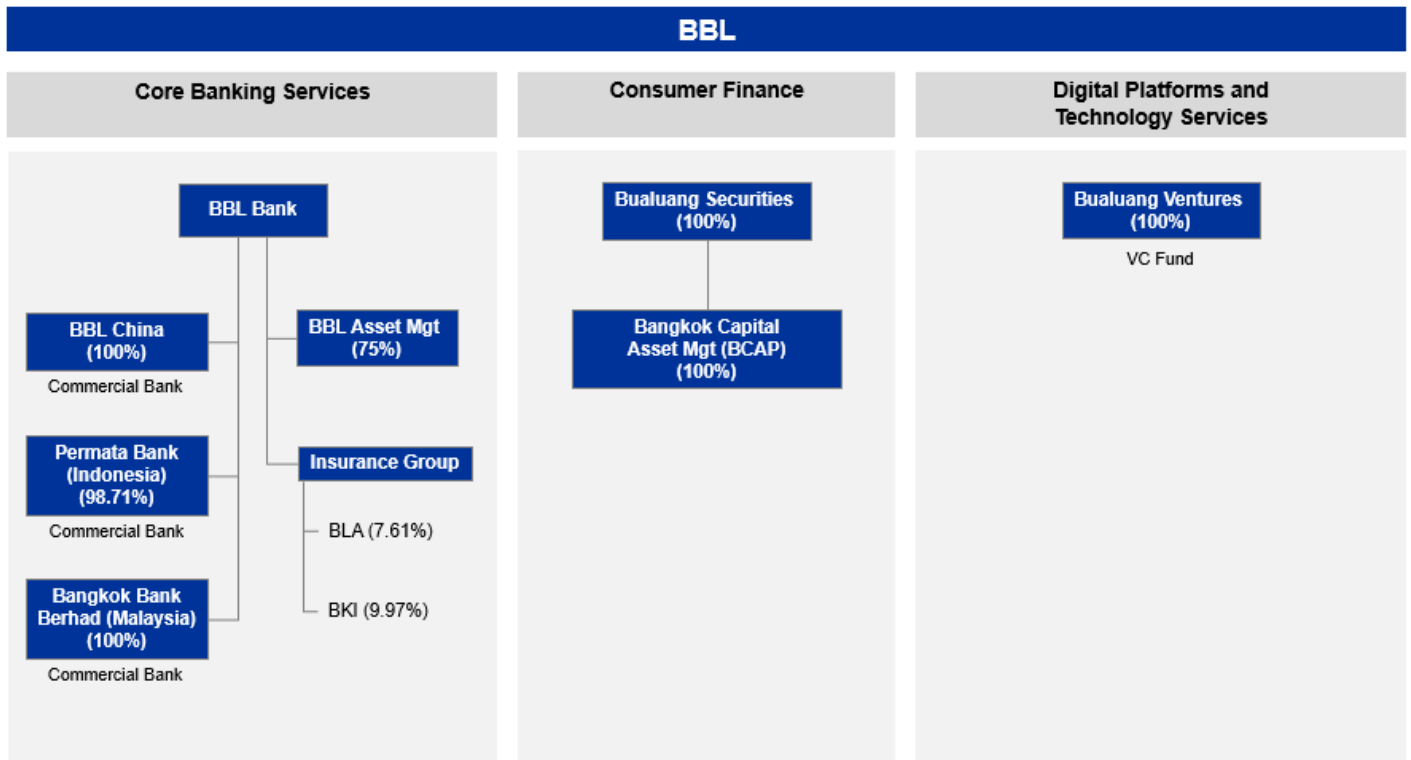 BBL
Core Banking Services
Consumer Finance
Digital Platforms and
Technology Services
BBL Bank
BBL China
(100%)
Commercial Bank
Permata Bank
(Indonesia)
(98.71%)
Commercial Bank
Bangkok Bank
Berhad (Malaysia)
(100%)
Commercial Bank
BBL Asset Mgt
(75%)
Insurance Group
BLA (7.61%)
BKI (9.97%)
Bualuang Securities
(100%)
Bangkok Capital
Asset Mgt (BCAP)
(100%)
Bualuang Ventures
(100%)
VC Fund